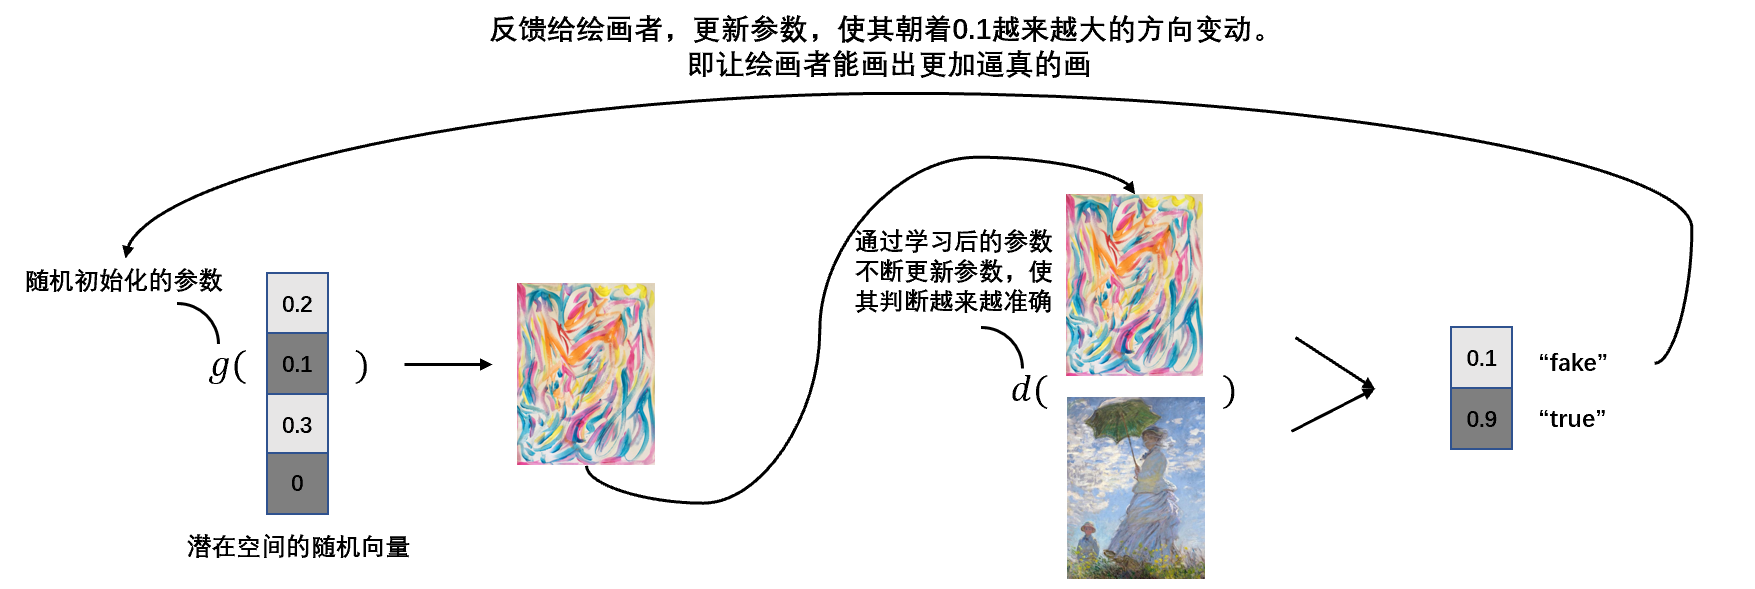 反馈给绘画者，更新参数，使其朝着0.1越来越大的方向变动。
即让绘画者能画出更加逼真的画
随机初始化的参数
g(
0.2
0.1
0.3
0
)
潜在空间的随机向量
通过学习后的参数
不断更新参数，使
其判断越来越准确
d(
)
0.1 “fake”
0.9 “true”